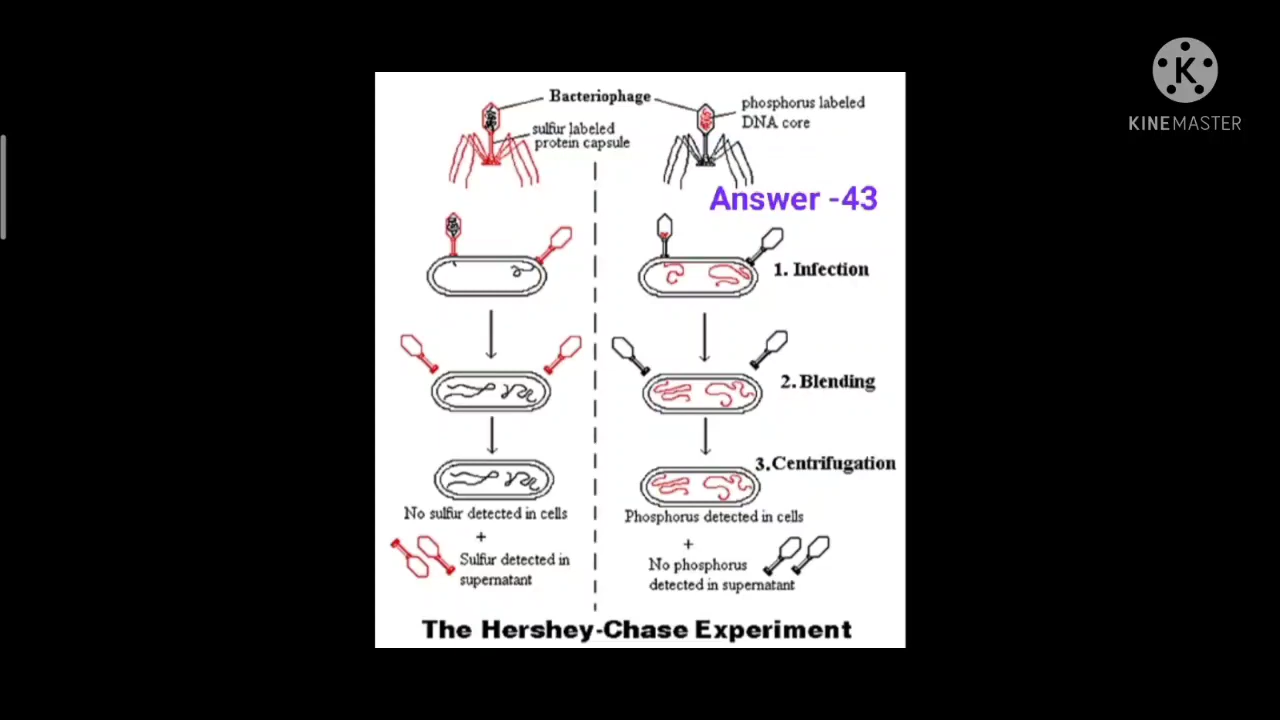 K
KINEMASTER
Bacteriophage
phosphorus labeled
DNA core
sulfur labeled
protein capsule
Answer -43
1. Infection
2. Blending
3. Centrifugation
No sulfur detected in cells
+
Sulfur detected in
supernatant
Phosphorus detected in cells
+
No phosphorus
detected in supernatant
The Hershey-Chase Experiment